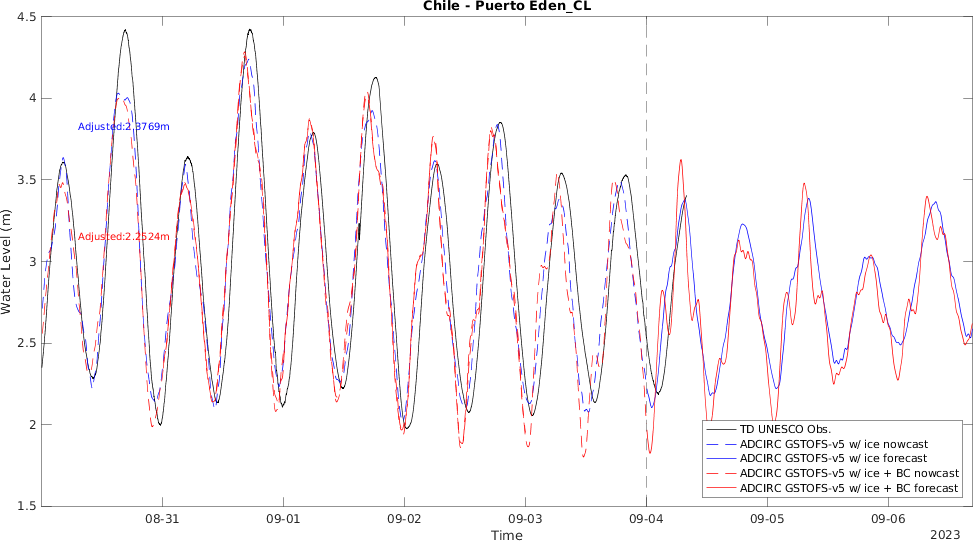 Chile - Puerto Eden_CL
4.5
4
3.5
3
2.5
2
1.5
Water Level (m)
Adjusted:2.3769m
Adjusted:2.2524m
TD UNESCO Obs.
ADCIRC GSTOFS-v5 w/ ice nowcast
ADCIRC GSTOFS-v5 w/ ice forecast
ADCIRC GSTOFS-v5 w/ ice + BC nowcast
ADCIRC GSTOFS-v5 w/ ice + BC forecast
08-31 09-01 09-02 09-03 09-04 09-05 09-06
Time
2023